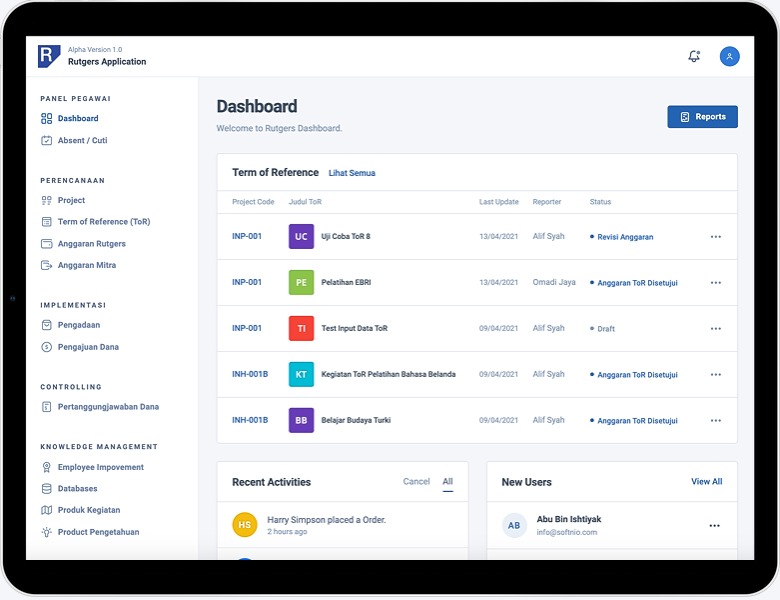 R
Alpha Version 1.0
Rutgers Application
PANEL PEGAWAI
Dashboard
Absent / Cuti
PERENCANAAN
Project
Term of Reference (ToR)
Anggaran Rutgers
Anggaran Mitra
IMPLEMENTASI
Pengadaan
Pengajuan Dana
CONTROLLING
Pertanggungjawaban Dana
KNOWLEDGE MANAGEMENT
Employee Impovement
Databases
Produk Kegiatan
Product Pengetahuan
Dashboard
Welcome to Rutgers Dashboard.
Reports
Term of Reference Lihat Semua
Project Code Judul ToR Last Update Reporter Status
INP-001 UC Uji Coba ToR 8 13/04/2021 Alif Syah Revisi Anggaran
INP-001 PE Pelatihan EBRI 13/04/2021 Omadi Jaya Anggaran ToR Disetujui
INP-001 TI Test Input Data ToR 09/04/2021 Alif Syah Draft
INH-001B KT Kegiatan ToR Pelatihan Bahasa Belanda 09/04/2021 Alif Syah Anggaran ToR Disetujui
INH-001B BB Belajar Budaya Turki 09/04/2021 Alif Syah Anggaran ToR Disetujui
Recent Activities Cancel All
HS Harry Simpson placed a Order.
2 hours ago
New Users View All
AB Abu Bin Ishtiyak
info@softnio.com